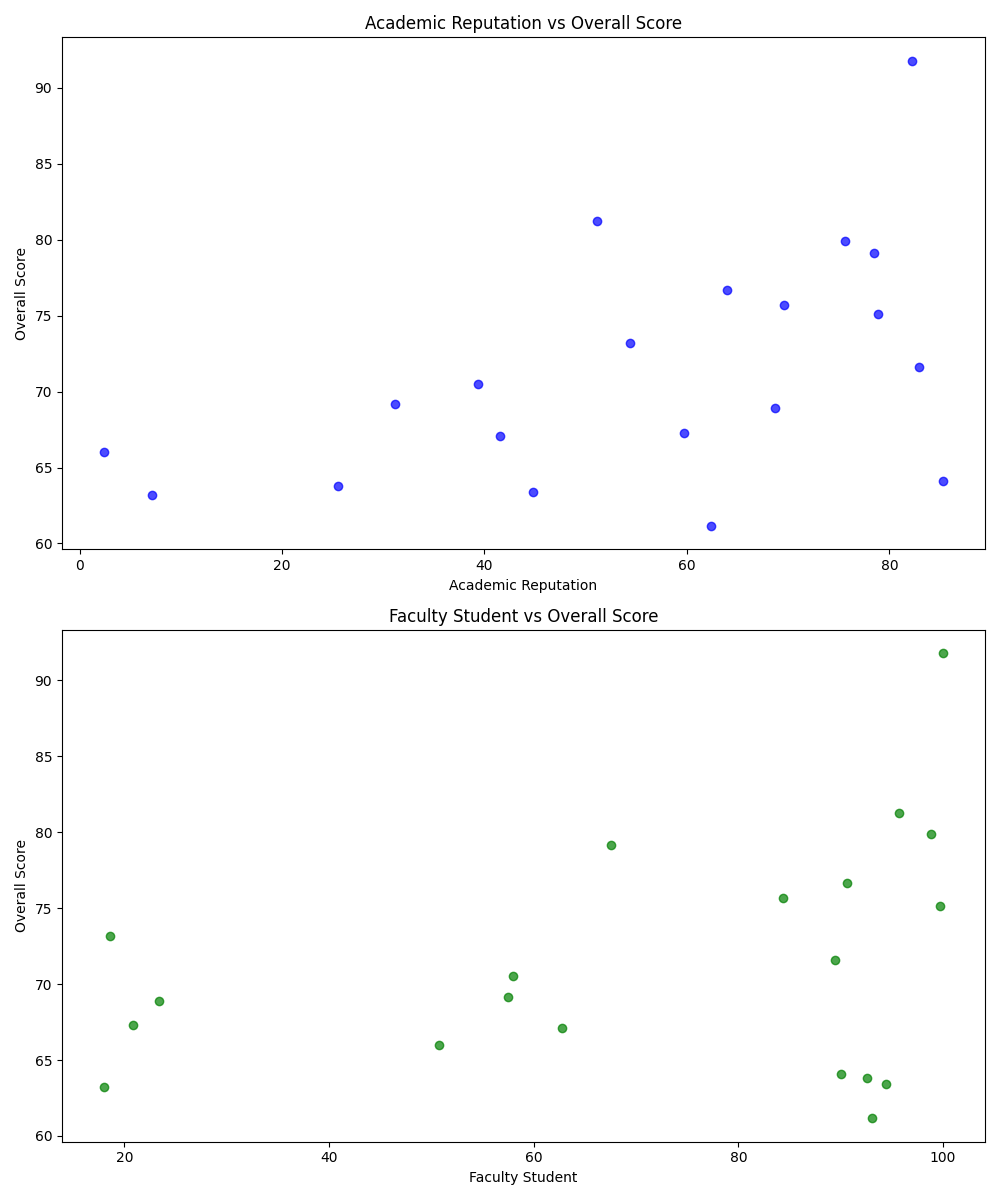 Academic Reputation vs Overall Score
90
85
80
75
70
65
60
Overall Score
0 20 40 60 80
Academic Reputation
Faculty Student vs Overall Score
90
85
80
75
70
65
60
Overall Score
20 40 60 80 100
Faculty Student